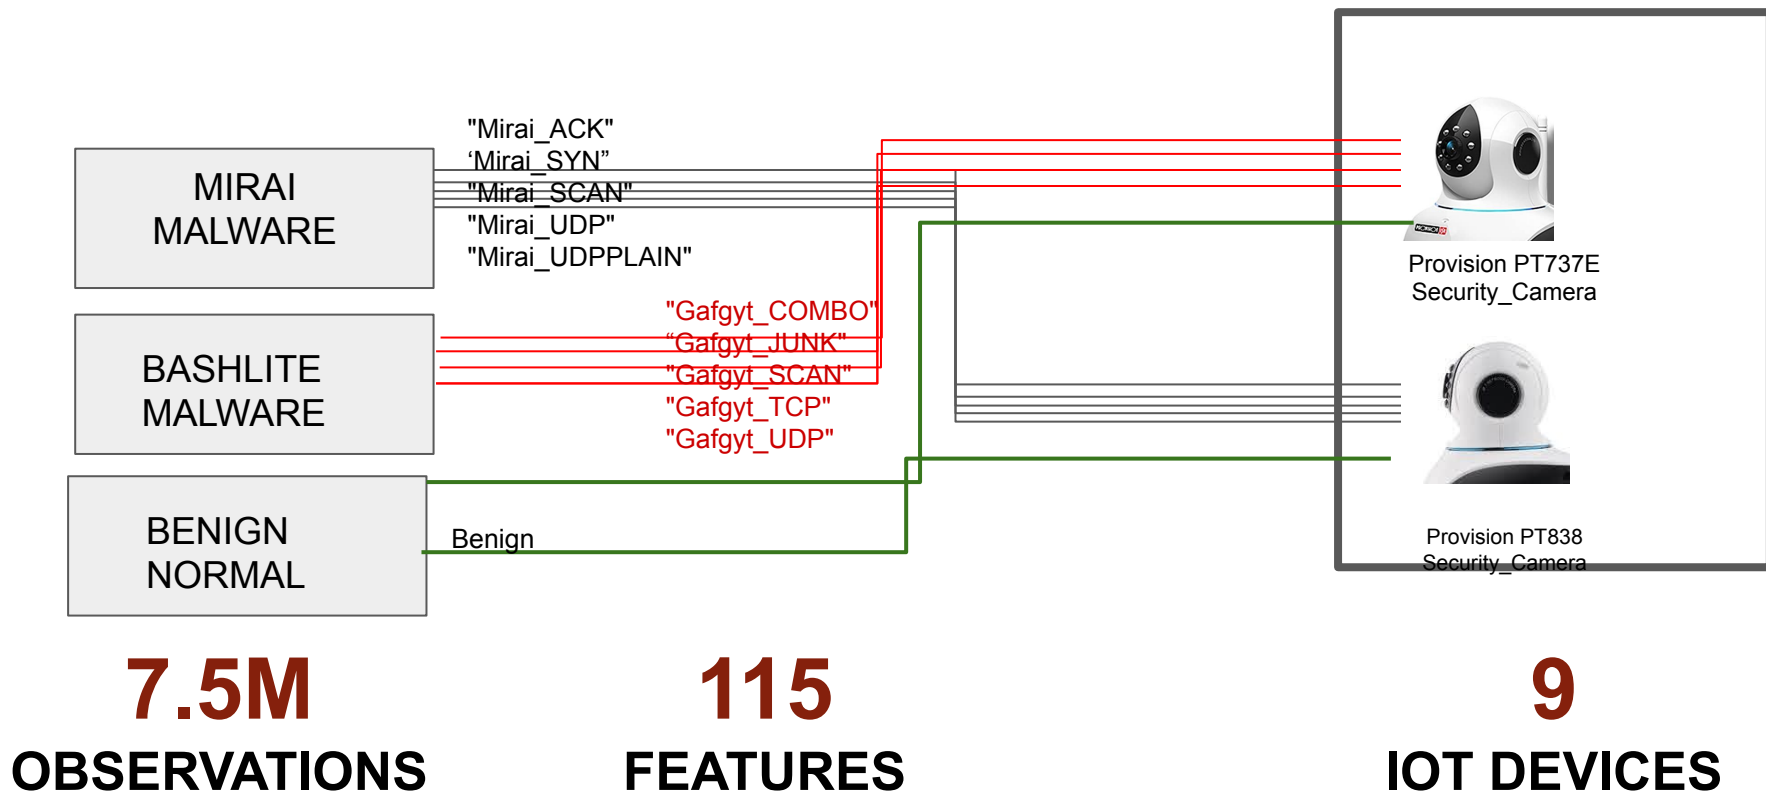 "Mirai_ACK"
‘Mirai_SYN”
"Mirai_SCAN"
"Mirai_UDP"
"Mirai_UDPPLAIN"
MIRAI
MALWARE
"Gafgyt_COMBO"
“Gafgyt_JUNK"
"Gafgyt_SCAN"
"Gafgyt_TCP"
"Gafgyt_UDP"
BASHLITE
MALWARE
BENIGN
NORMAL
Benign
Provision PT737E
Security_Camera
Provision PT838
Security_Camera
7.5M
OBSERVATIONS
115
FEATURES
9
IOT DEVICES